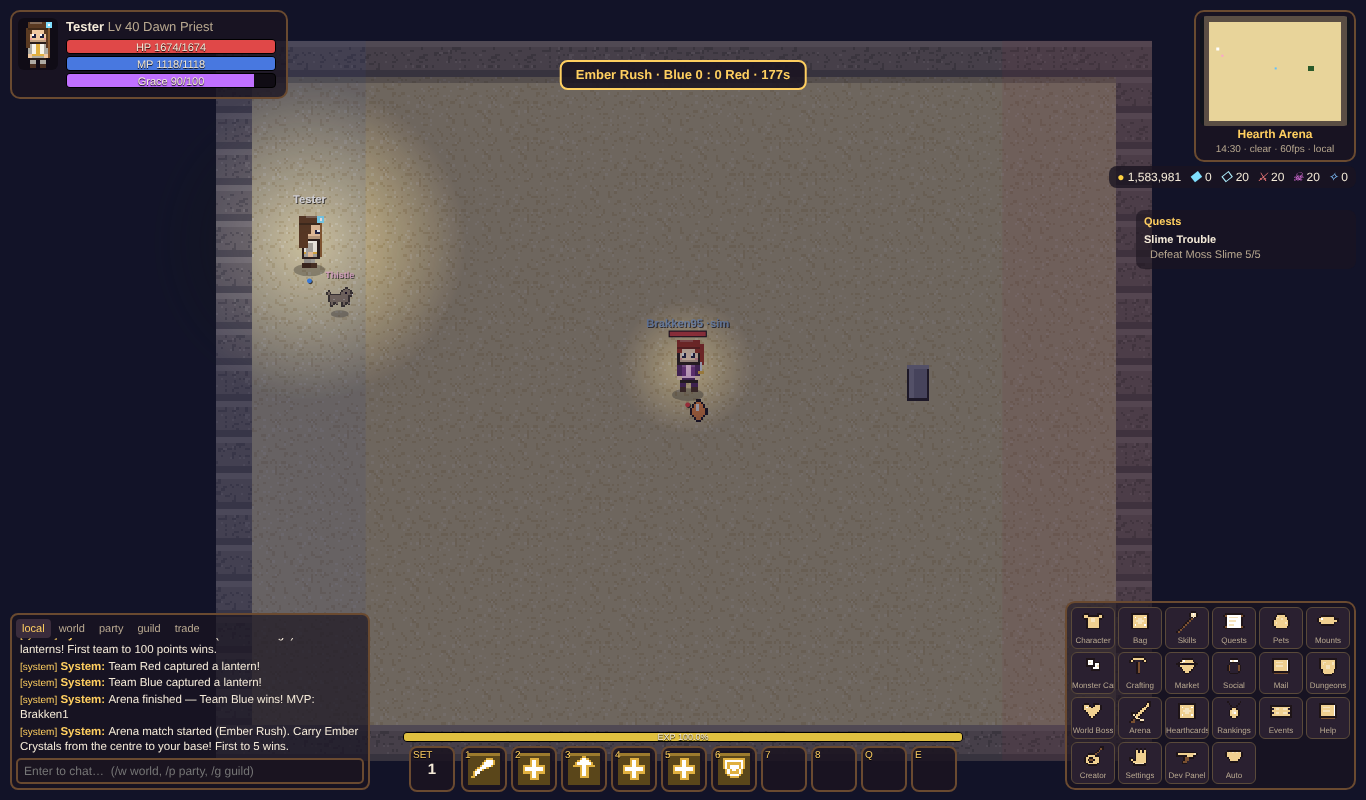 Tester Lv 40 Dawn Priest
HP 1674/1674
MP 1118/1118
Grace 90/100
Ember Rush · Blue 0 : 0 Red · 177s
Hearth Arena
14:30 · clear · 60fps · local
1,583,981 0 20 20 20 0
Quests
Slime Trouble
Defeat Moss Slime 5/5
Tester
Thistle
Brakken95 ·sim
local world party guild trade
lanterns! First team to 100 points wins.
[system] System: Team Red captured a lantern!
[system] System: Team Blue captured a lantern!
[system] System: Arena finished — Team Blue wins! MVP:
Brakken1
[system] System: Arena match started (Ember Rush). Carry Ember
Crystals from the centre to your base! First to 5 wins.
Enter to chat… (/w world, /p party, /g guild)
EXP 100.0%
SET 1 2 3 4 5 6 7 8 Q E
1
Character Bag Skills Quests Pets Mounts
Monster Ca Crafting Market Social Mail Dungeons
World Boss Arena Hearthcards Rankings Events Help
Creator Settings Dev Panel Auto